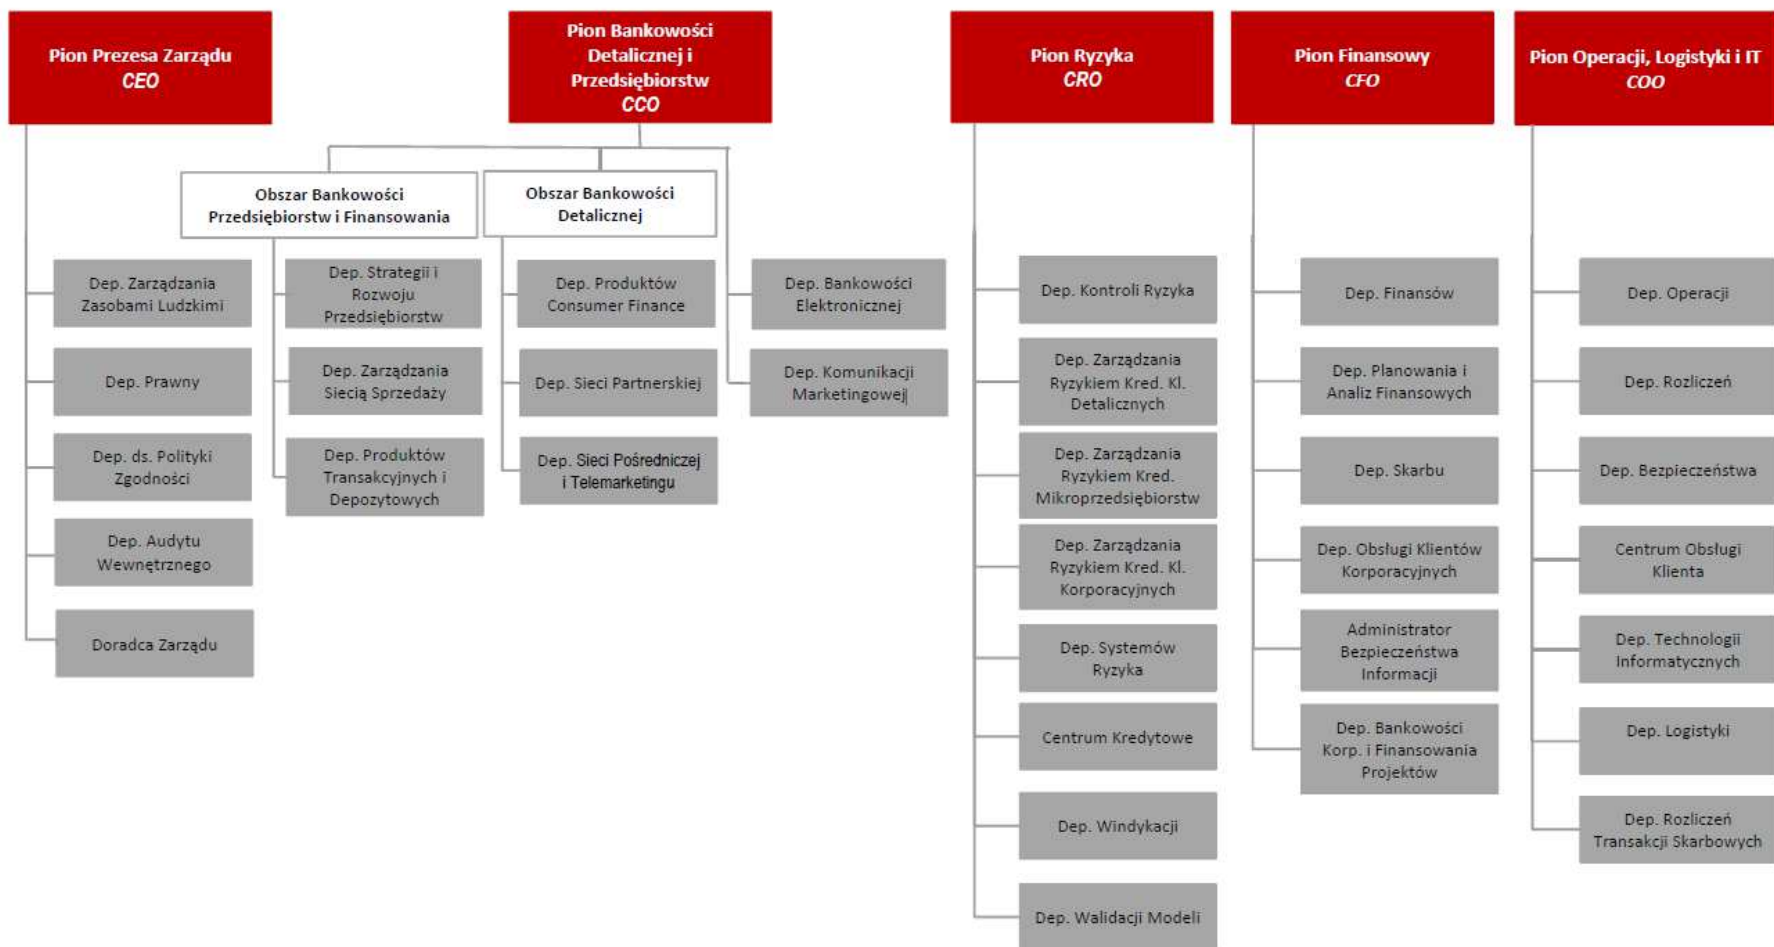 Pion Prezesa Zarządu
CEO
Pion Bankowości
Detalicznej i
Przedsiębiorstw
CCO
Pion Ryzyka
CRO
Pion Finansowy
CFO
Pion Operacji, Logistyki i IT
COO
Obszar Bankowości
Przedsiębiorstw i Finansowania
Obszar Bankowości
Detalicznej
Dep. Zarządzania
Zasobami Ludzkimi
Dep. Prawny
Dep. ds. Polityki
Zgodności
Dep. Audytu
Wewnętrznego
Doradca Zarządu
Dep. Strategii i
Rozwoju
Przedsiębiorstw
Dep. Zarządzania
Siecią Sprzedaży
Dep. Produktów
Transakcyjnych i
Depozytowych
Dep. Produktów
Consumer Finance
Dep. Sieci Partnerskiej
Dep. Sieci Pośredniczej
i Telemarketingu
Dep. Bankowości
Elektronicznej
Dep. Komunikacji
Marketingowej
Dep. Kontroli Ryzyka
Dep. Zarządzania
Ryzykiem Kred. Kl.
Detalicznych
Dep. Zarządzania
Ryzykiem Kred.
Mikroprzedsiębiorstw
Dep. Zarządzania
Ryzykiem Kred. Kl.
Korporacyjnych
Dep. Systemów
Ryzyka
Centrum Kredytowe
Dep. Windykacji
Dep. Walidacji Modeli
Dep. Finansów
Dep. Planowania i
Analiz Finansowych
Dep. Skarbu
Dep. Obsługi Klientów
Korporacyjnych
Administrator
Bezpieczeństwa
Informacji
Dep. Bankowości
Korp. i Finansowania
Projektów
Dep. Operacji
Dep. Rozliczeń
Dep. Bezpieczeństwa
Centrum Obsługi
Klienta
Dep. Technologii
Informatycznych
Dep. Logistyki
Dep. Rozliczeń
Transakcji Skarbowych